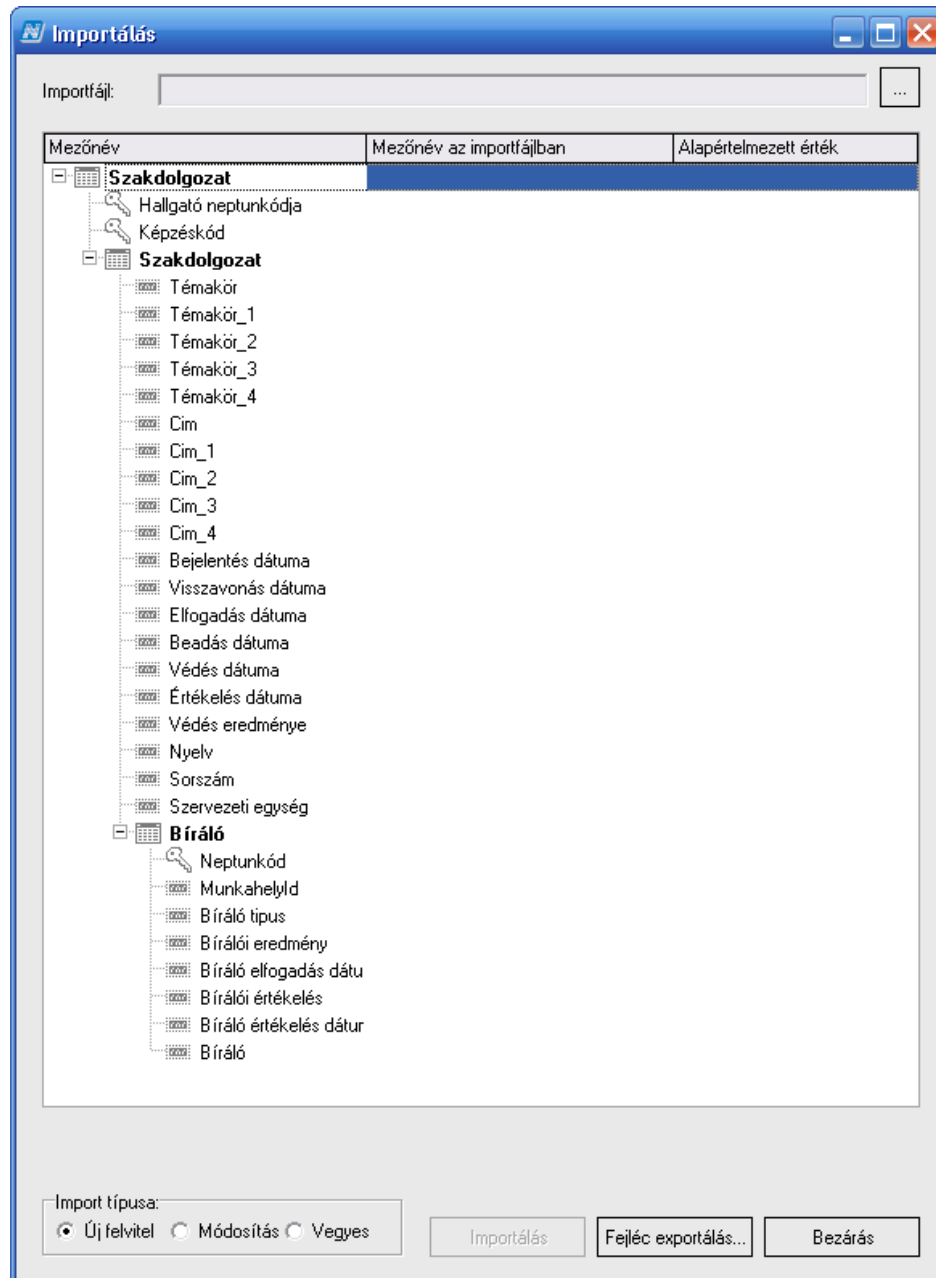 Importálás
Importfájl: ...
Mezőnév Mezőnév az importfájlban Alapértelmezett érték
Szakdolgozat
Hallgató neptunkódja
Képzéskód
Szakdolgozat
Témakör
Témakör_1
Témakör_2
Témakör_3
Témakör_4
Cim
Cim_1
Cim_2
Cim_3
Cim_4
Bejelentés dátuma
Visszavonás dátuma
Elfogadás dátuma
Beadás dátuma
Védés dátuma
Értékelés dátuma
Védés eredménye
Nyelv
Sorszám
Szervezeti egység
Bíráló
Neptunkód
MunkahelyId
Bíráló tipus
Bírálói eredmény
Bíráló elfogadás dátu
Bírálói értékelés
Bíráló értékelés dátur
Bíráló
Import típusa:
Új felvitel Módosítás Vegyes Importálás Fejléc exportálás... Bezárás